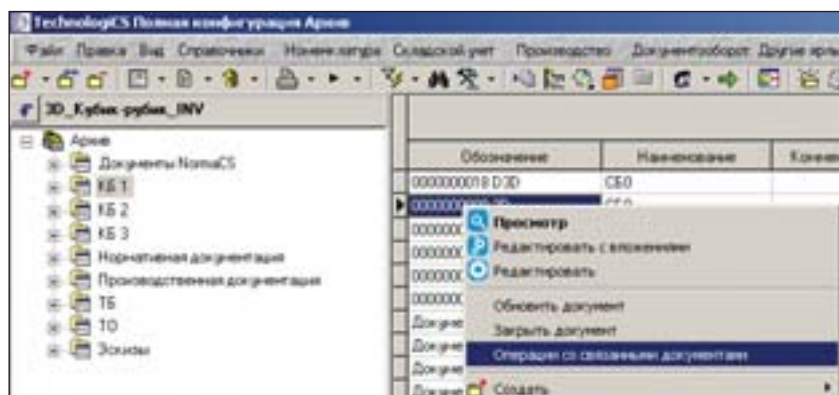 TechnologiCS Полная конфигурация Архив
Файл Правка Вид Справочники Номенклатура Складской учет Производство Документооборот Другие
3D_Кубик-рубик_INV
Архив
Документы NormaCS
КБ 1
КБ 2
КБ 3
Нормативная документация
Производственная документация
ТБ
ТО
Эскизы
Обозначение Наименование
0000000018 D3D СБ0
Просмотр
Редактировать с вложениями
Редактировать
Обновить документ
Закрыть документ
Операции со связанными документами
Создать